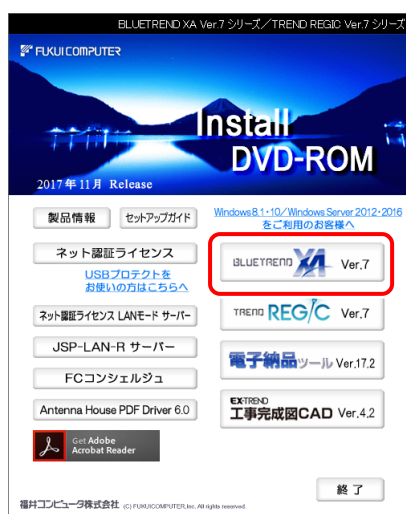 BLUETREND XA Ver.7 シリーズ／TREND REGIC Ver.7 シリーズ
FUKUI COMPUTER
Install
DVD-ROM
2017年11月 Release
製品情報
セットアップガイド
Windows8.1・10／Windows Server 2012・2016
をご利用のお客様へ
ネット認証ライセンス
USBプロテクトを
お使いの方はこちらへ
ネット認証ライセンス LANモード サーバー
JSP-LAN-R サーバー
FCコンシェルジュ
Antenna House PDF Driver 6.0
Get Adobe
Acrobat Reader
BLUETREND XA Ver.7
TREND REGIC Ver.7
電子納品ツール Ver.17.2
EX-TREND
工事完成図CAD Ver.4.2
終了
福井コンピュータ株式会社 (C) FUKUICOMPUTER,Inc. All rights reserved.